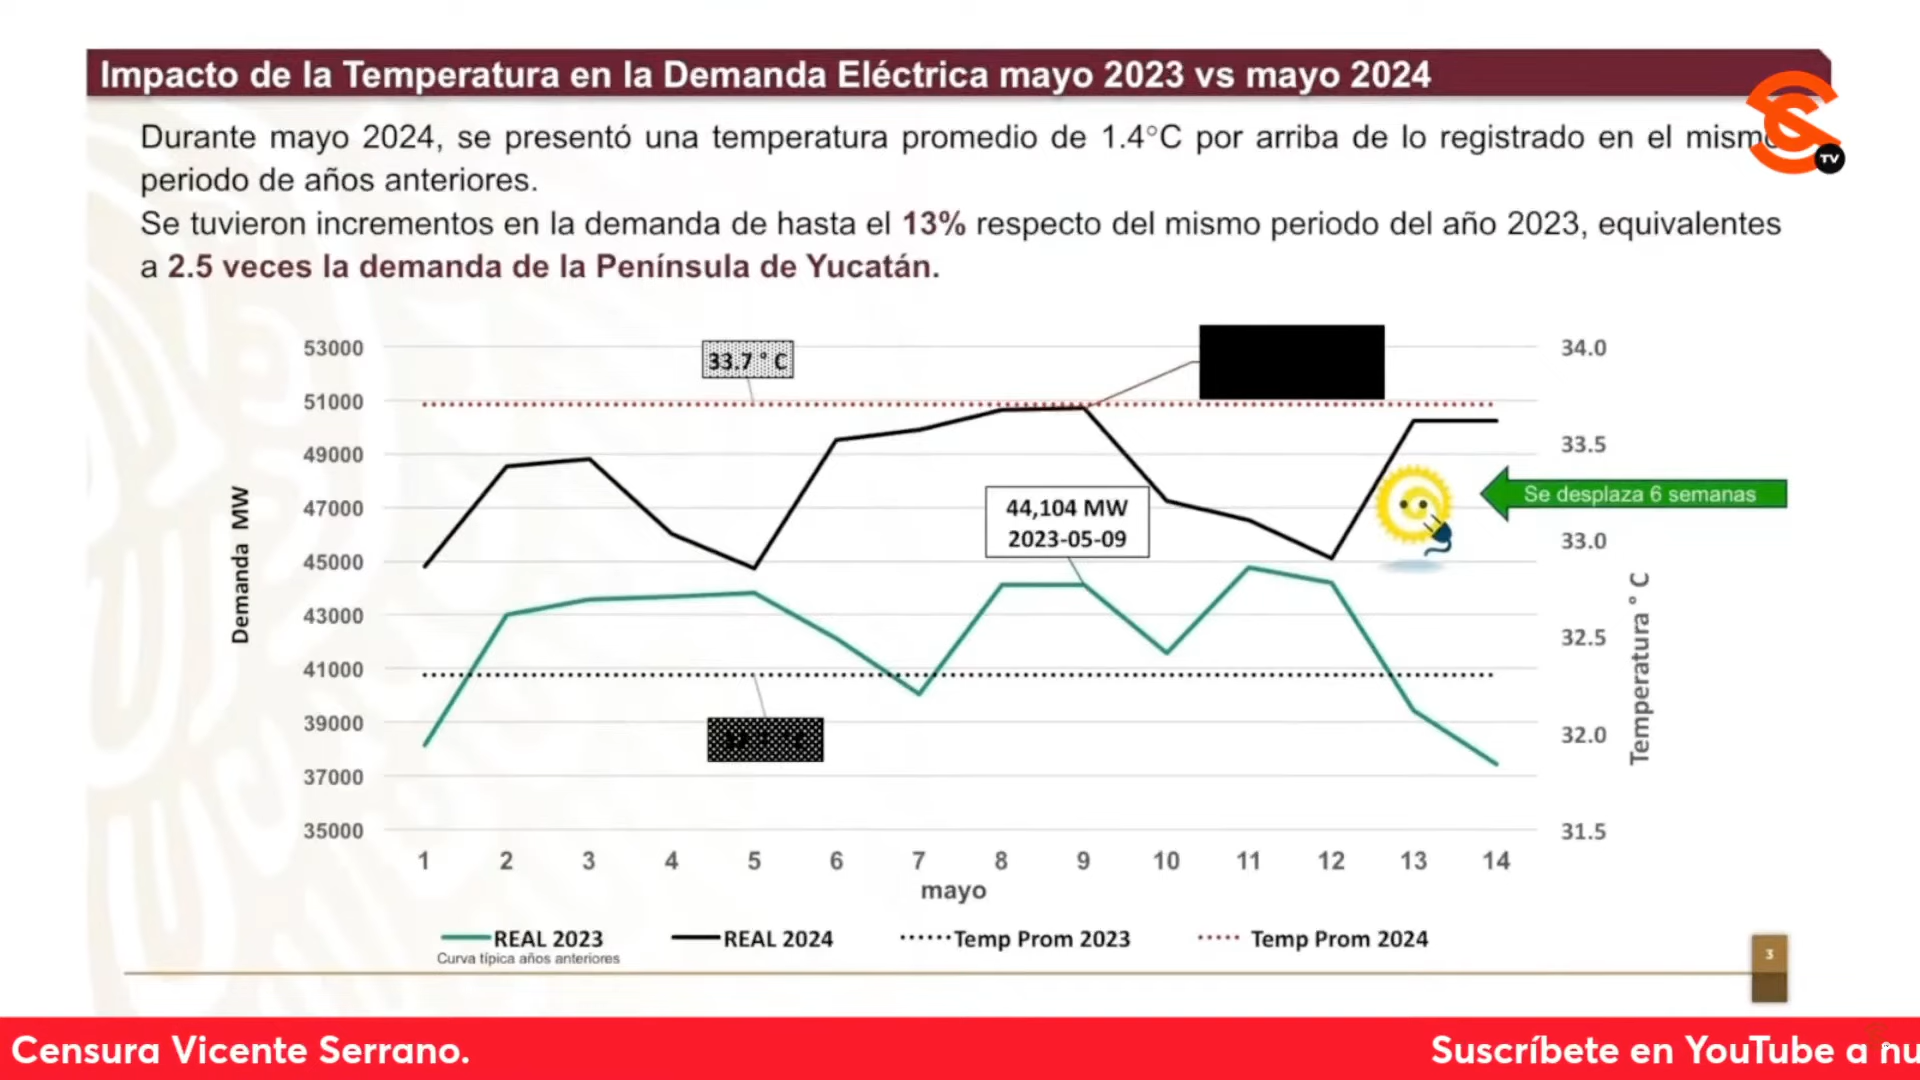 Impacto de la Temperatura en la Demanda Eléctrica mayo 2023 vs mayo 2024
TV
Durante mayo 2024, se presentó una temperatura promedio de 1.4°C por arriba de lo registrado en el mismo
periodo de años anteriores.
Se tuvieron incrementos en la demanda de hasta el 13% respecto del mismo periodo del año 2023, equivalentes
a 2.5 veces la demanda de la Península de Yucatán.
53000
51000
49000
47000
45000
43000
41000
39000
37000
35000
Demanda MW
33.7 ° C
44,104 MW
2023-05-09
34.0
33.5
33.0
32.5
32.0
31.5
Temperatura ° C
Se desplaza 6 semanas
1 2 3 4 5 6 7 8 9 10 11 12 13 14
mayo
REAL 2023 REAL 2024 Temp Prom 2023 Temp Prom 2024
Curva típica años anteriores
3
Censura Vicente Serrano. Suscríbete en YouTube a nu